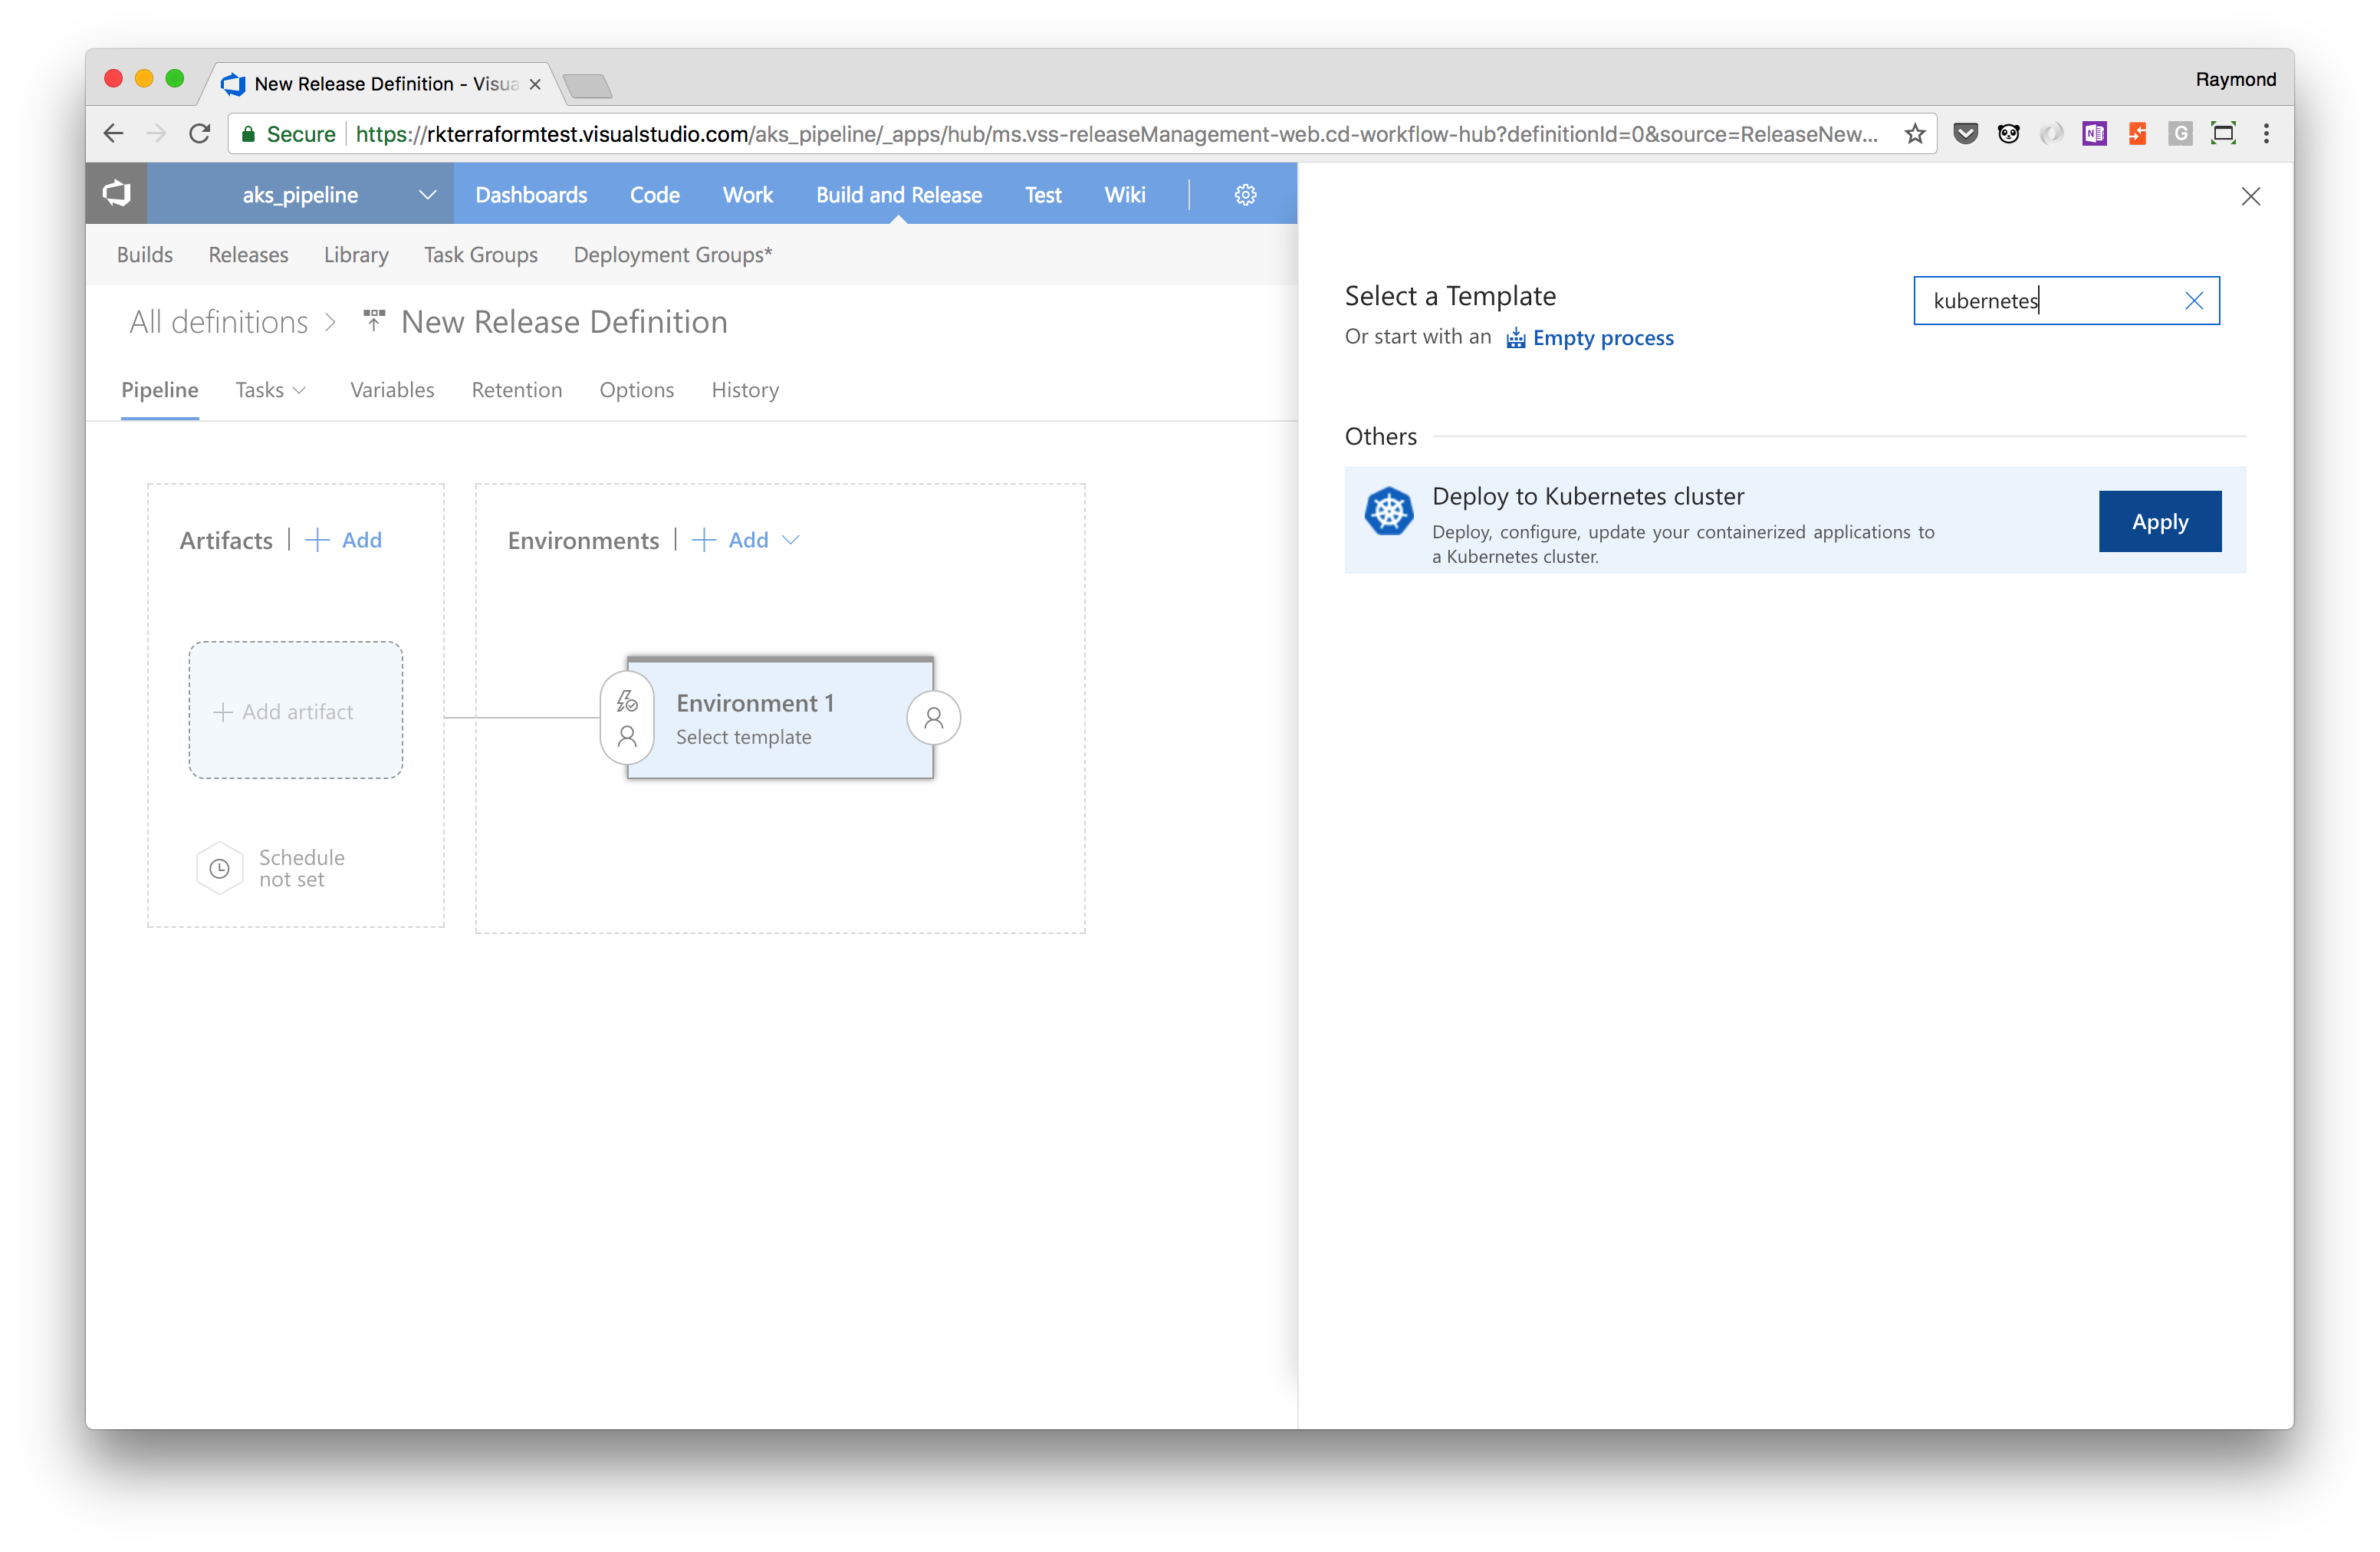 New Release Definition - Visua
Raymond
Secure https://rkterraformtest.visualstudio.com/aks_pipeline/_apps/hub/ms.vss-releaseManagement-web.cd-workflow-hub?definitionId=0&source=ReleaseNew...
N
G
aks_pipeline Dashboards Code Work Build and Release Test Wiki
Builds Releases Library Task Groups Deployment Groups*
All definitions > New Release Definition
Pipeline Tasks Variables Retention Options History
Artifacts | + Add
Environments | + Add
+ Add artifact
Environment 1
Select template
Schedule
not set
Select a Template
kubernetes
Or start with an Empty process
Others
Deploy to Kubernetes cluster
Deploy, configure, update your containerized applications to
a Kubernetes cluster.
Apply